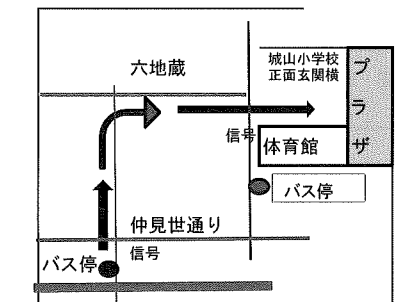 城山小学校
正面玄関横
六地蔵
プラザ
信号
体育館
バス停
仲見世通り
信号
バス停